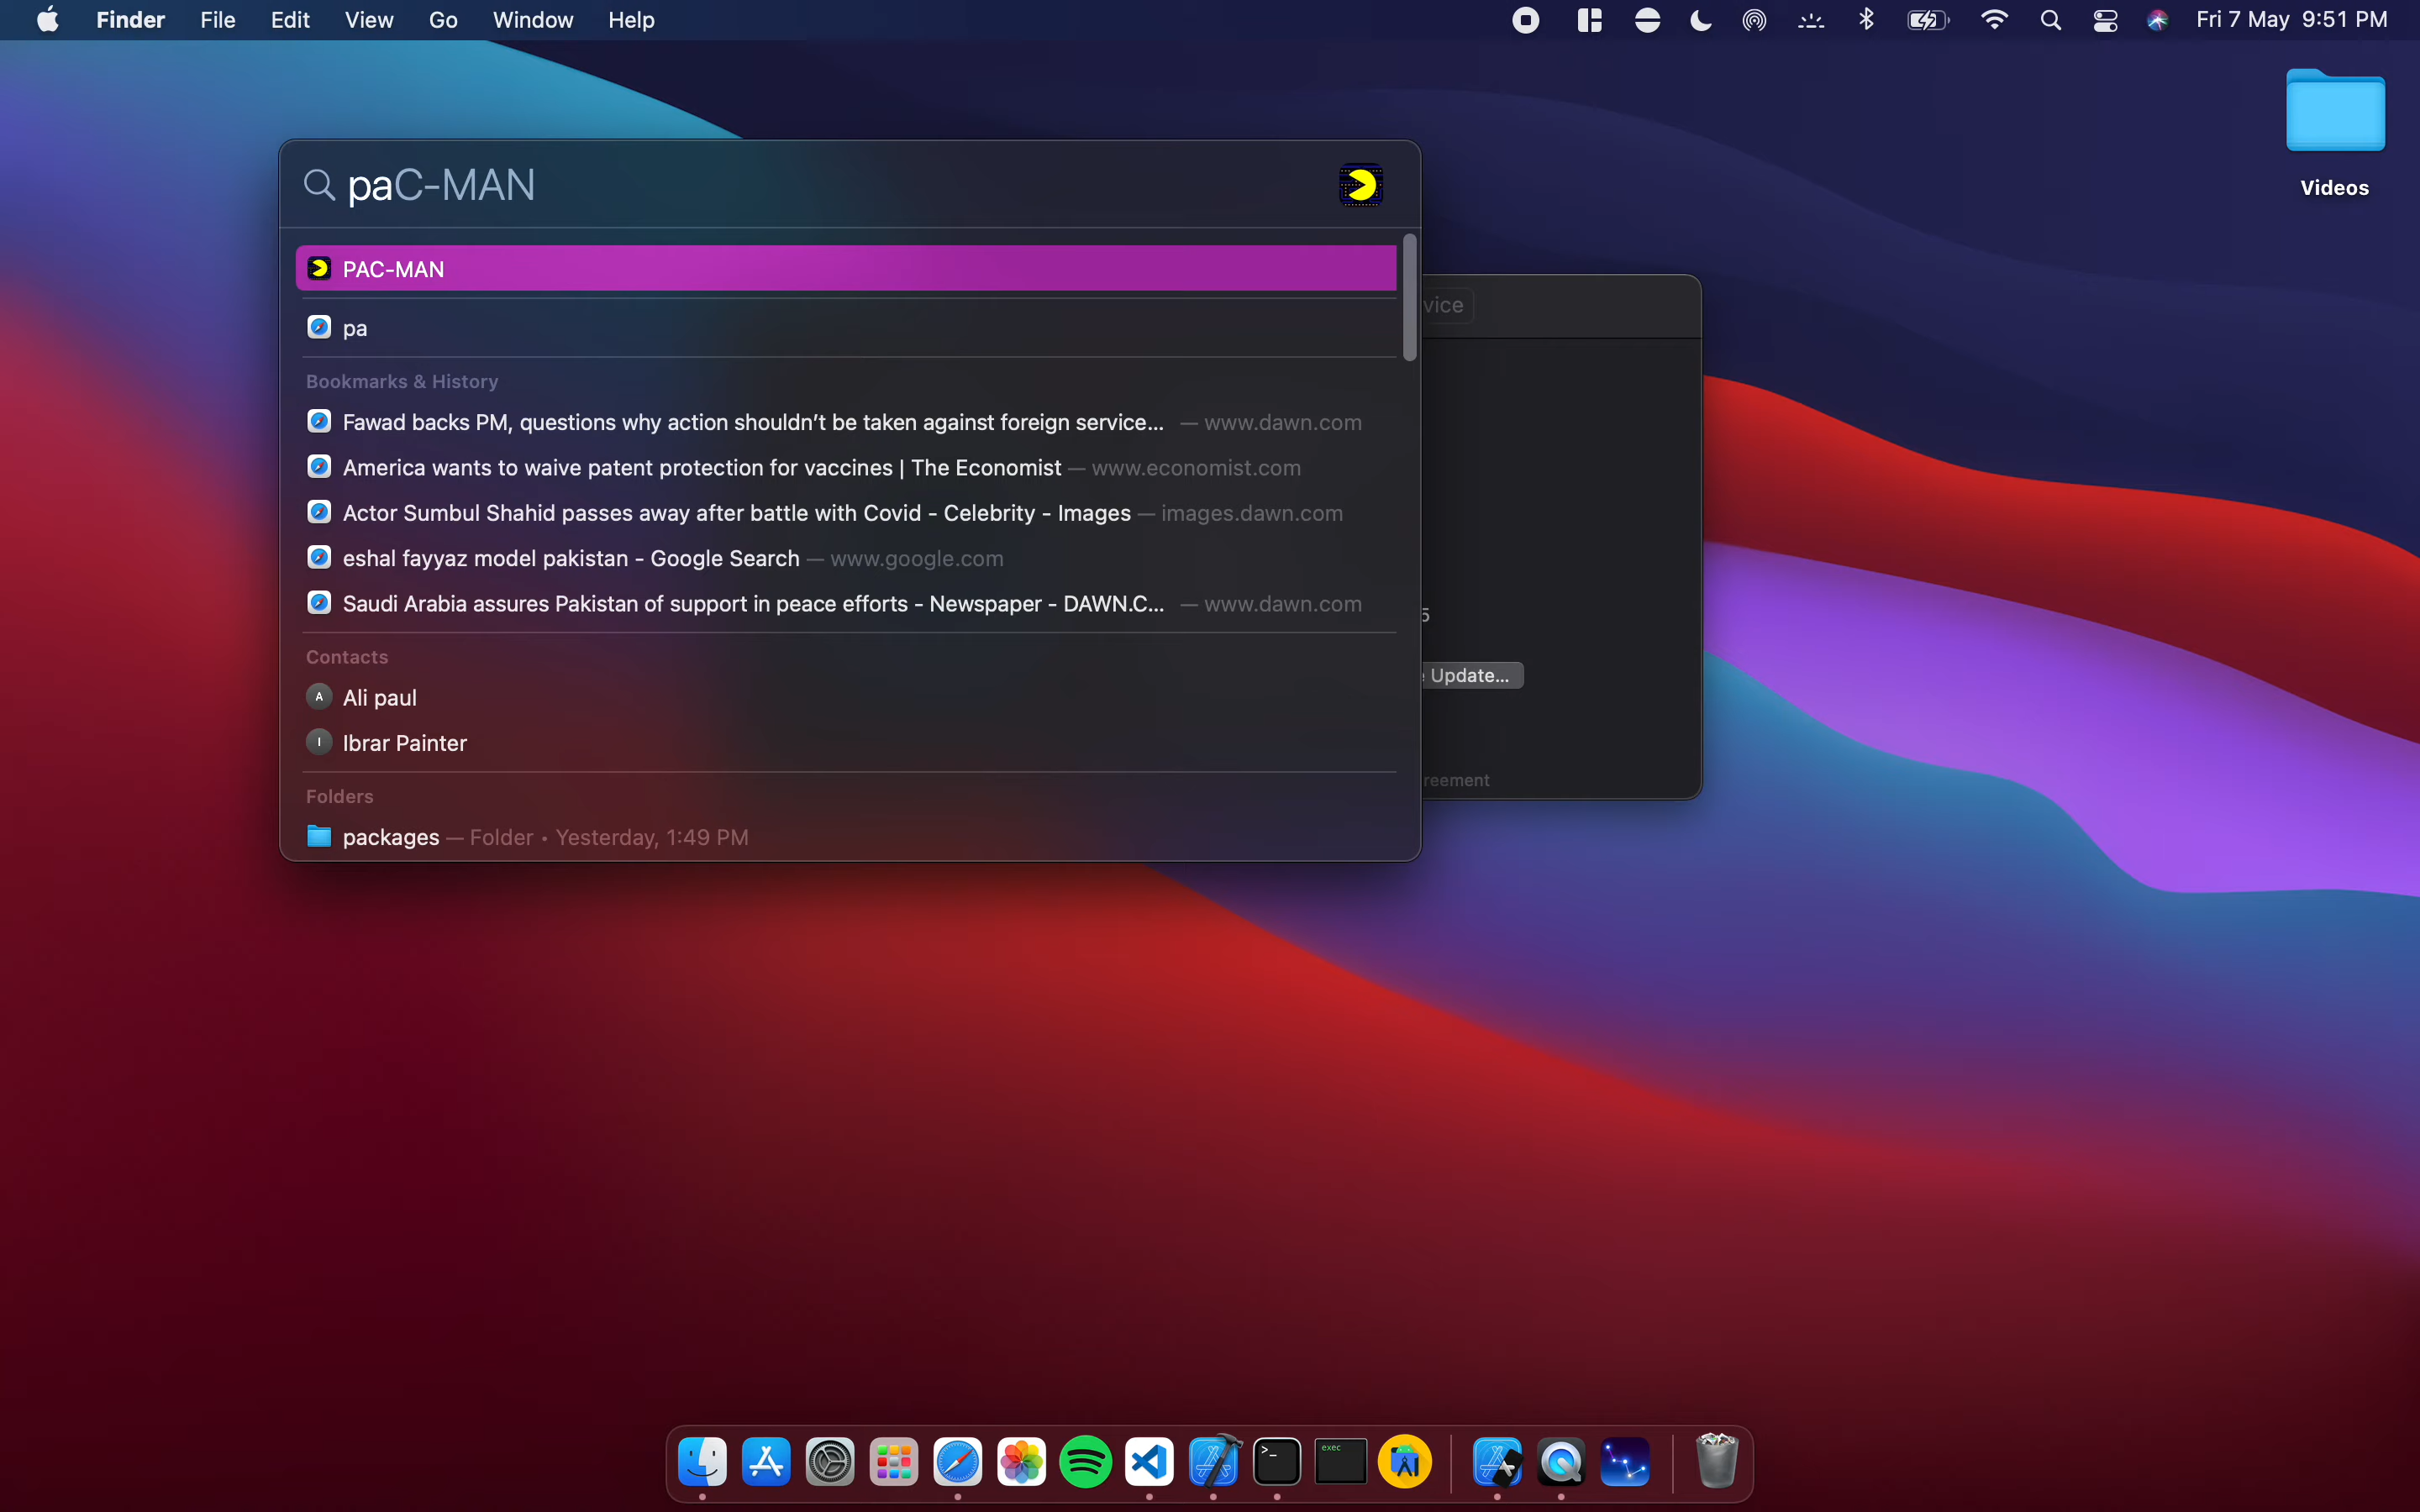 Finder File Edit View Go Window Help Fri 7 May 9:51 PM
Videos
paC-MAN
PAC-MAN
pa
Bookmarks & History
Fawad backs PM, questions why action shouldn't be taken against foreign service... — www.dawn.com
America wants to waive patent protection for vaccines | The Economist — www.economist.com
Actor Sumbul Shahid passes away after battle with Covid - Celebrity - Images — images.dawn.com
eshal fayyaz model pakistan - Google Search — www.google.com
Saudi Arabia assures Pakistan of support in peace efforts - Newspaper - DAWN.C... — www.dawn.com
Contacts
A Ali paul
I Ibrar Painter
Folders
packages — Folder • Yesterday, 1:49 PM
vice
5
e Update...
reement
exec